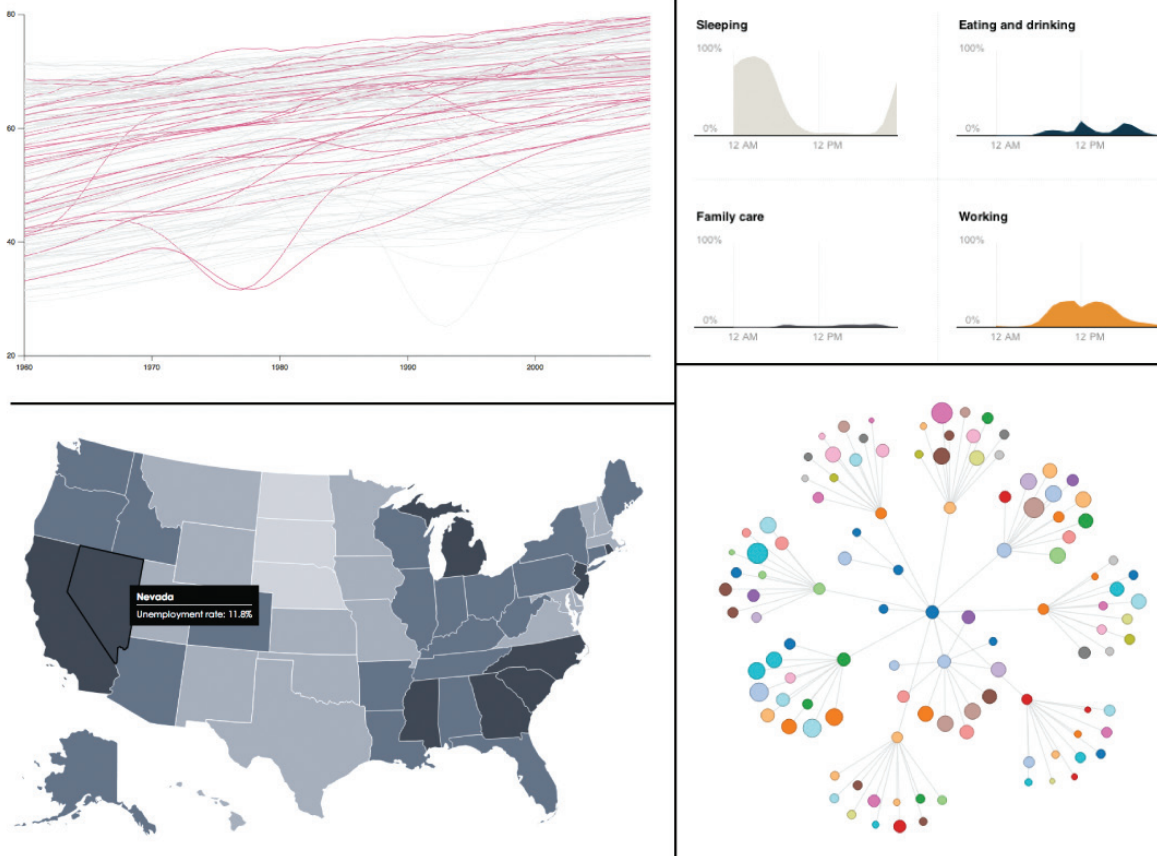 80
60
40
20
1960
1970
1980
1990
2000
Sleeping
100%
0%
12 AM
12 PM
Eating and drinking
100%
0%
12 AM
12 PM
Family care
100%
0%
12 AM
12 PM
Working
100%
0%
12 AM
12 PM
Nevada
Unemployment rate: 11.8%